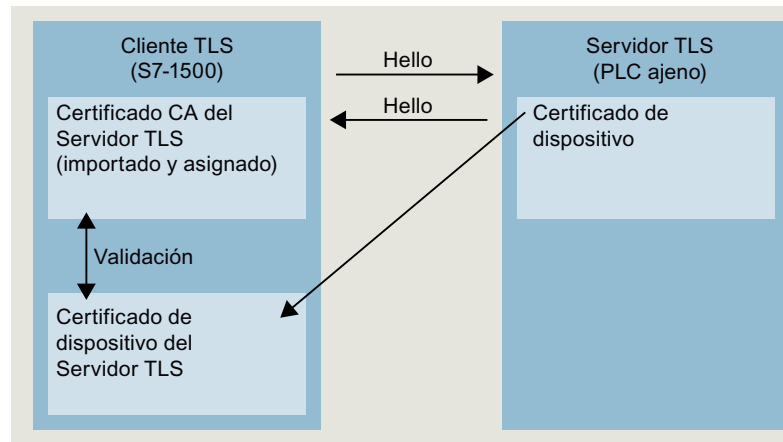 Cliente TLS
(S7-1500)
Hello
Servidor TLS
(PLC ajeno)
Hello
Certificado CA del
Servidor TLS
(importado y asignado)
Certificado de
dispositivo
Validación
Certificado de
dispositivo del
Servidor TLS